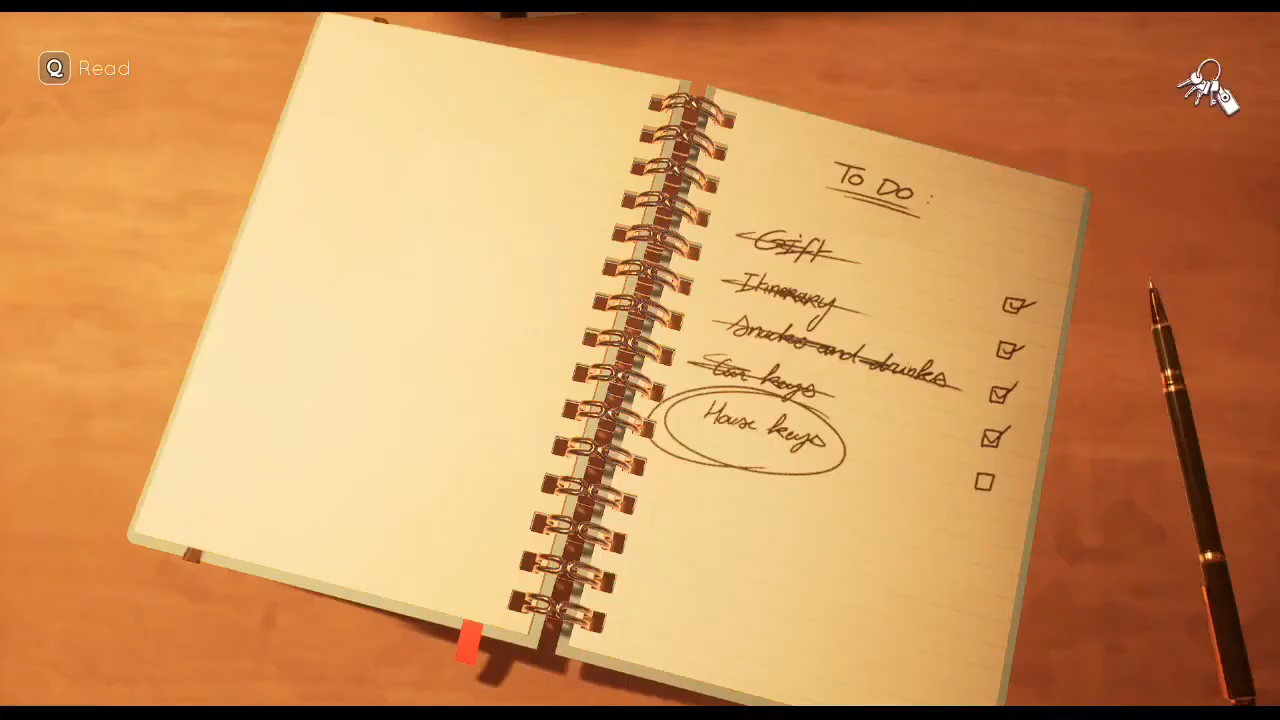 Q Read
To Do :
Gift
Itinerary
Snacks and drinks
Car keys
House keys